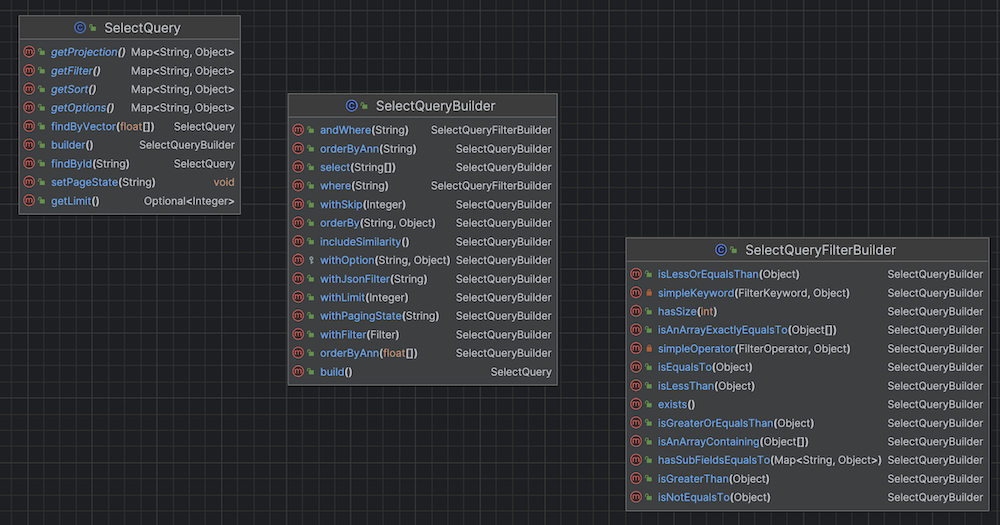 SelectQuery
getProjection() Map<String, Object>
getFilter() Map<String, Object>
getSort() Map<String, Object>
getOptions() Map<String, Object>
findByVector(float[]) SelectQuery
builder() SelectQueryBuilder
findById(String) SelectQuery
setPageState(String) void
getLimit() Optional<Integer>
SelectQueryBuilder
andWhere(String) SelectQueryFilterBuilder
orderByAnn(String) SelectQueryBuilder
select(String[]) SelectQueryBuilder
where(String) SelectQueryFilterBuilder
withSkip(Integer) SelectQueryBuilder
orderBy(String, Object) SelectQueryBuilder
includeSimilarity() SelectQueryBuilder
withOption(String, Object) SelectQueryBuilder
withJsonFilter(String) SelectQueryBuilder
withLimit(Integer) SelectQueryBuilder
withPagingState(String) SelectQueryBuilder
withFilter(Filter) SelectQueryBuilder
orderByAnn(float[]) SelectQueryBuilder
build() SelectQuery
SelectQueryFilterBuilder
isLessOrEqualsThan(Object) SelectQueryBuilder
simpleKeyword(FilterKeyword, Object) SelectQueryBuilder
hasSize(int) SelectQueryBuilder
isAnArrayExactlyEqualsTo(Object[]) SelectQueryBuilder
simpleOperator(FilterOperator, Object) SelectQueryBuilder
isEqualsTo(Object) SelectQueryBuilder
isLessThan(Object) SelectQueryBuilder
exists() SelectQueryBuilder
isGreaterOrEqualsThan(Object) SelectQueryBuilder
isAnArrayContaining(Object[]) SelectQueryBuilder
hasSubFieldsEqualsTo(Map<String, Object>) SelectQueryBuilder
isGreaterThan(Object) SelectQueryBuilder
isNotEqualsTo(Object) SelectQueryBuilder